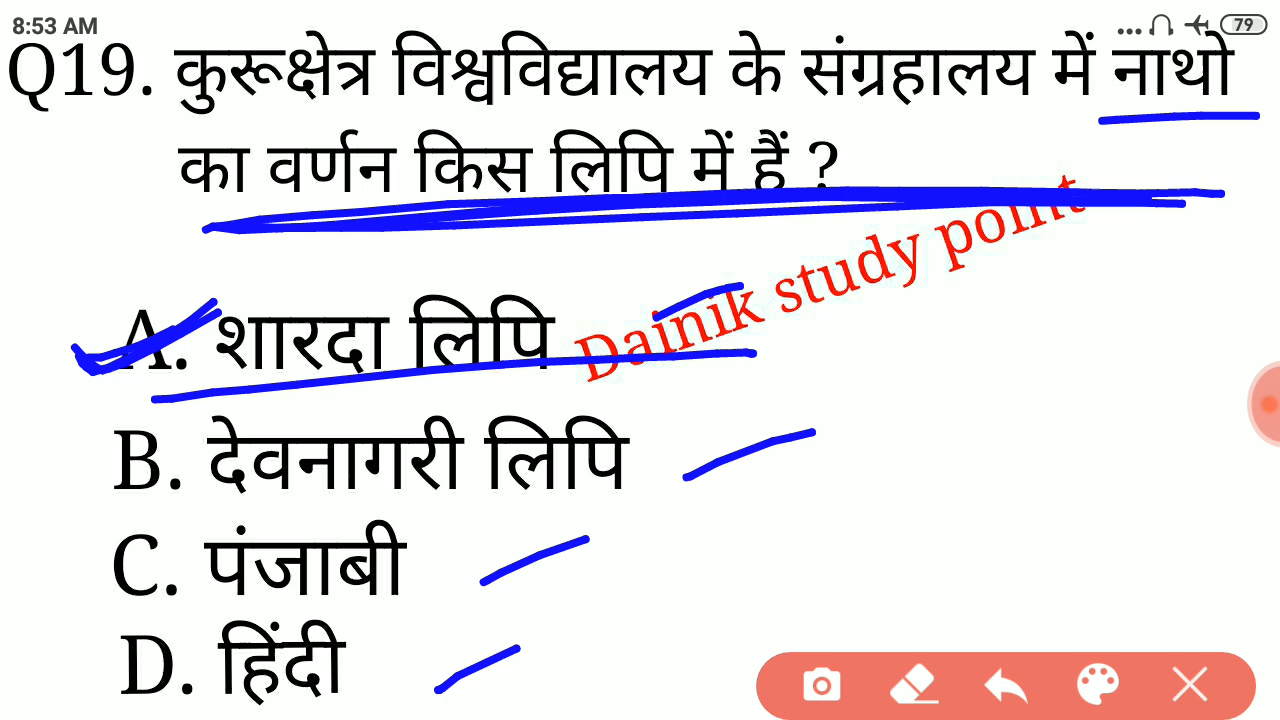 8:53 AM
79
Q19. कुरूक्षेत्र विश्वविद्यालय के संग्रहालय में नाथो
का वर्णन किस लिपि में हैं ?
Dainik study point
A. शारदा लिपि
B. देवनागरी लिपि
C. पंजाबी
D. हिंदी